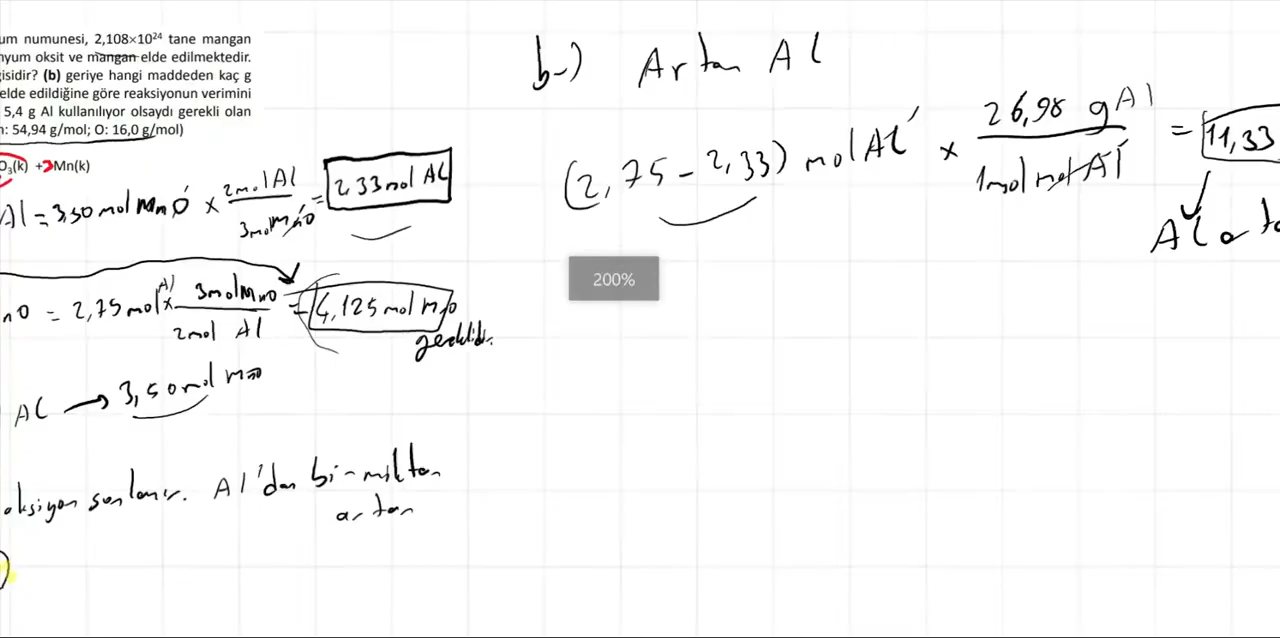 um numunesi, 2,108×10²⁴ tane mangan
nyum oksit ve mangan elde edilmektedir.
gisidir? (b) geriye hangi maddeden kaç g
elde edildiğine göre reaksiyonun verimini
5,4 g Al kullanılıyor olsaydı gerekli olan
n: 54,94 g/mol; O: 16,0 g/mol)
O₃(k) +3Mn(k)
Al = 3,50 mol MnO × 2 mol Al / 3 mol MnO = 2,33 mol Al
nO = 2,75 mol Al × 3 mol MnO / 2 mol Al = 4,125 mol MnO
gereklidir.
Al → 3,50 mol MnO
aksiyon sonlanır. Al'dan bir miktar
artar
b-) Artan Al
(2,75 - 2,33) mol Al × 26,98 g Al / 1 mol Al = 11,33
Al arta
200%